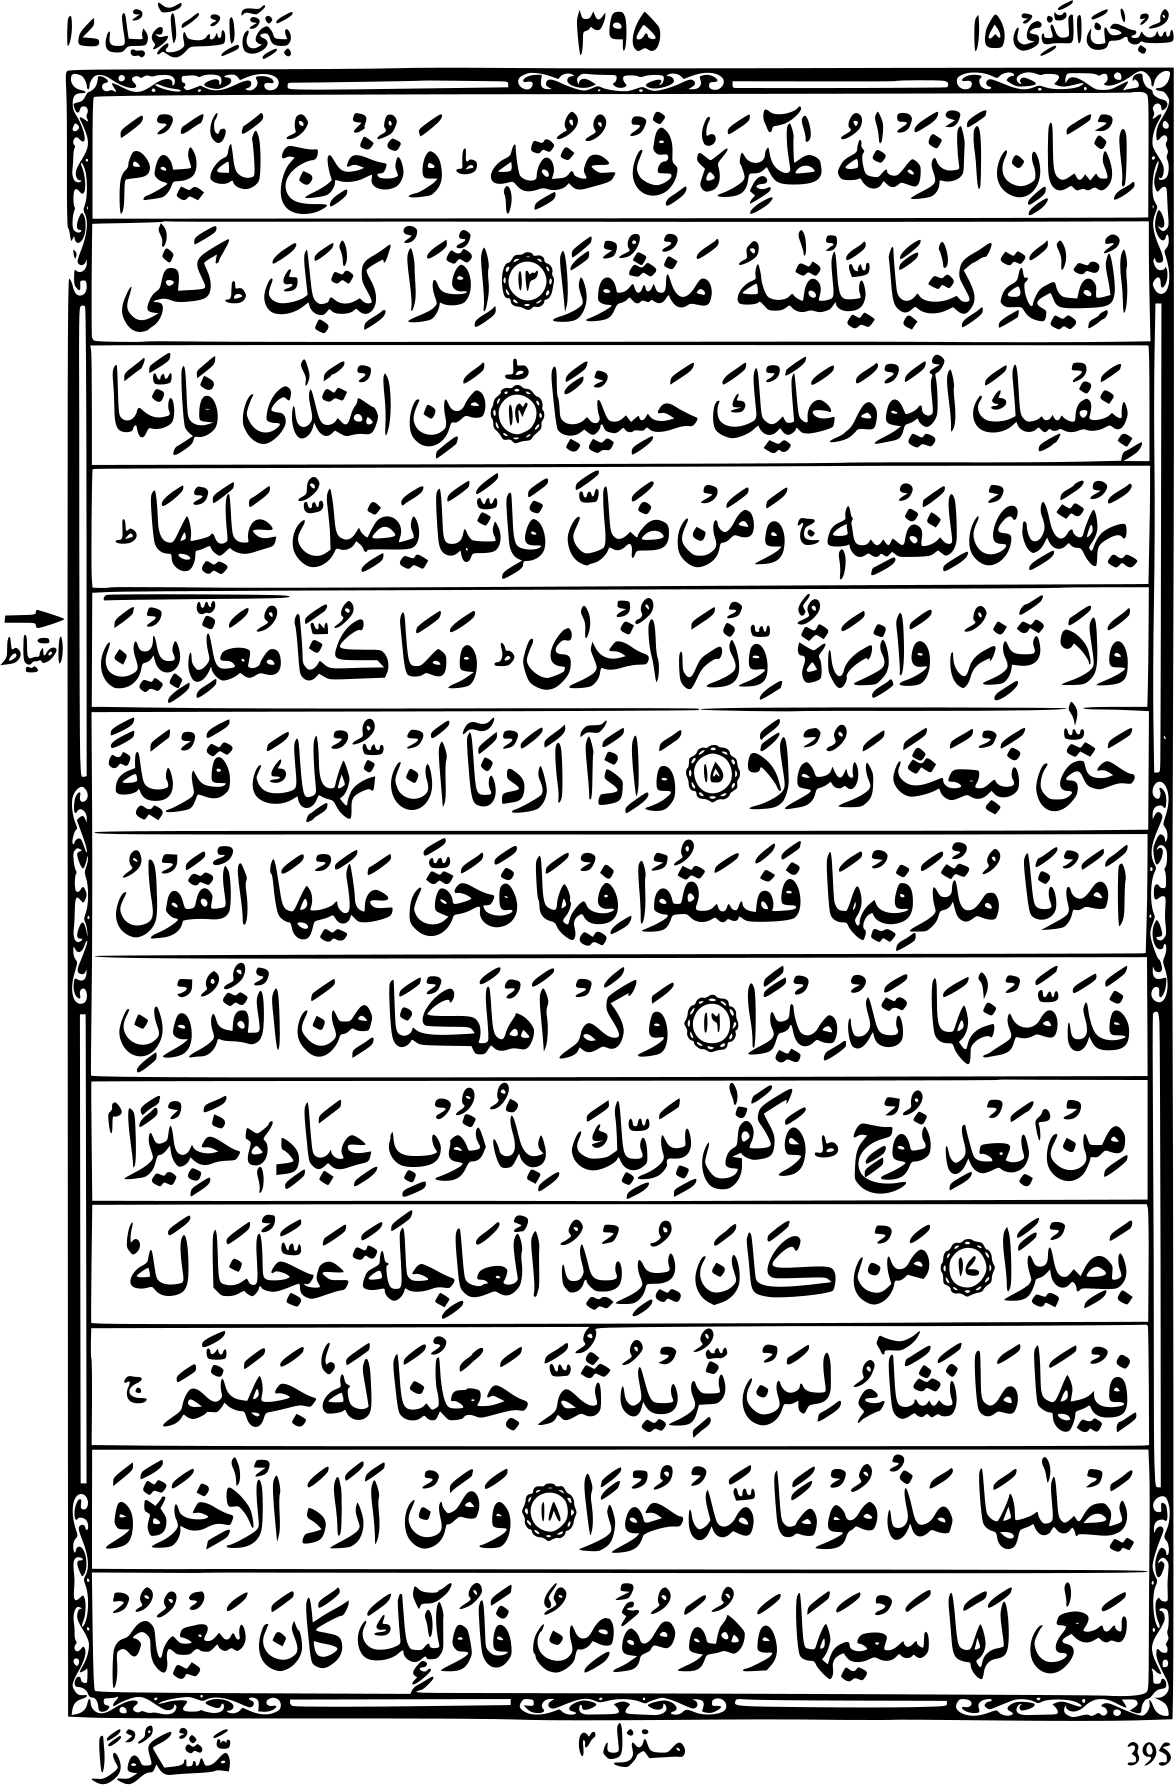 سُبْحٰنَ الَّذِیْ ۱۵ ۳۹۵ بَنِیْۤ اِسْرَآءِیْل ۱۷
اِنْسَانٍ اَلْزَمْنٰهُ طٰٓئِرَهٗ فِیْ عُنُقِهٖ ؕ وَ نُخْرِجُ لَهٗ یَوْمَ
الْقِیٰمَةِ كِتٰبًا یَّلْقٰىهُ مَنْشُوْرًا ۝۱۳ اِقْرَاْ كِتٰبَكَ ؕ كَفٰى
بِنَفْسِكَ الْیَوْمَ عَلَیْكَ حَسِیْبًا ۝۱۴ؕ مَنِ اهْتَدٰى فَاِنَّمَا
یَهْتَدِیْ لِنَفْسِهٖ ۚ وَ مَنْ ضَلَّ فَاِنَّمَا یَضِلُّ عَلَیْهَا ؕ
وَلَا تَزِرُ وَازِرَةٌ وِّزْرَ اُخْرٰى ؕ وَمَا كُنَّا مُعَذِّبِیْنَ
احتیاط
حَتّٰى نَبْعَثَ رَسُوْلًا ۝۱۵ وَاِذَاۤ اَرَدْنَاۤ اَنْ نُّهْلِكَ قَرْیَةً
اَمَرْنَا مُتْرَفِیْهَا فَفَسَقُوْا فِیْهَا فَحَقَّ عَلَیْهَا الْقَوْلُ
فَدَمَّرْنٰهَا تَدْمِیْرًا ۝۱۶ وَ كَمْ اَهْلَكْنَا مِنَ الْقُرُوْنِ
مِنْۢ بَعْدِ نُوْحٍ ؕ وَكَفٰى بِرَبِّكَ بِذُنُوْبِ عِبَادِهٖ خَبِیْرًۢا
بَصِیْرًا ۝۱۷ مَنْ كَانَ یُرِیْدُ الْعَاجِلَةَ عَجَّلْنَا لَهٗ
فِیْهَا مَا نَشَآءُ لِمَنْ نُّرِیْدُ ثُمَّ جَعَلْنَا لَهٗ جَهَنَّمَ ۚ
یَصْلٰىهَا مَذْمُوْمًا مَّدْحُوْرًا ۝۱۸ وَمَنْ اَرَادَ الْاٰخِرَةَ وَ
سَعٰى لَهَا سَعْیَهَا وَهُوَ مُؤْمِنٌ فَاُولٰٓئِكَ كَانَ سَعْیُهُمْ
395 منزل ۴ مَّشْكُوْرًا